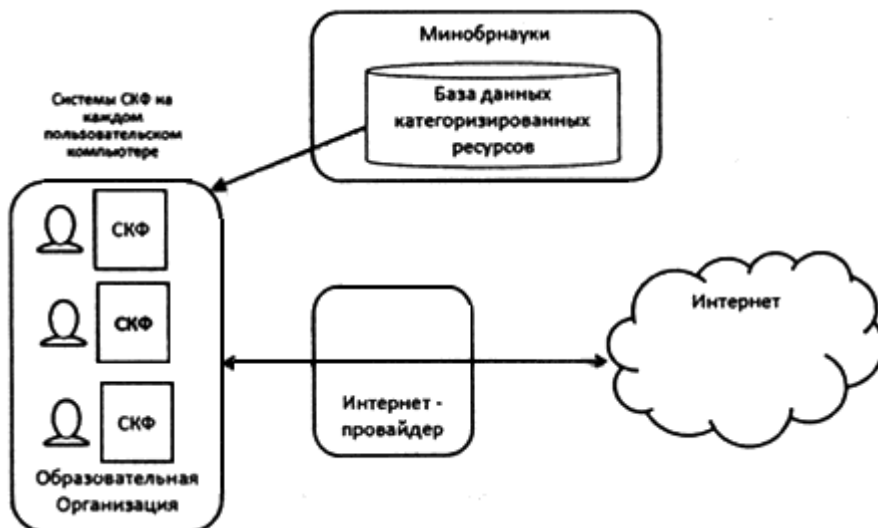 Минобрнауки
База данных
категоризированных
ресурсов
Системы СКФ на
каждом
пользовательском
компьютере
СКФ
СКФ
СКФ
Образовательная
Организация
Интернет -
провайдер
Интернет